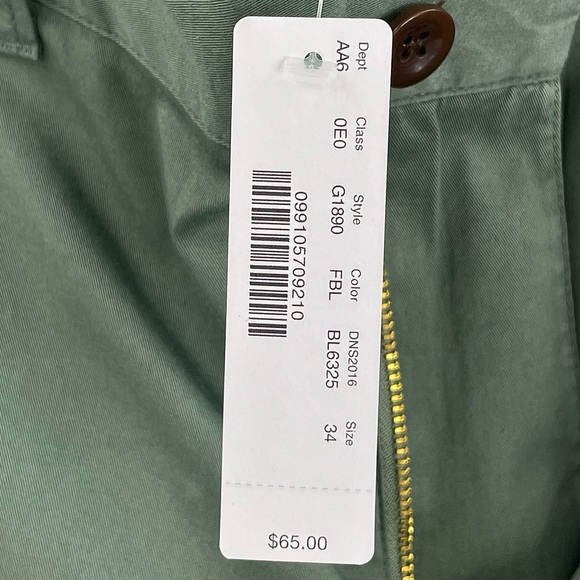 Dept Class Style Color DNS2016 Size
AA6 0E0 G1890 FBL BL6325 34
099105709210
$65.00